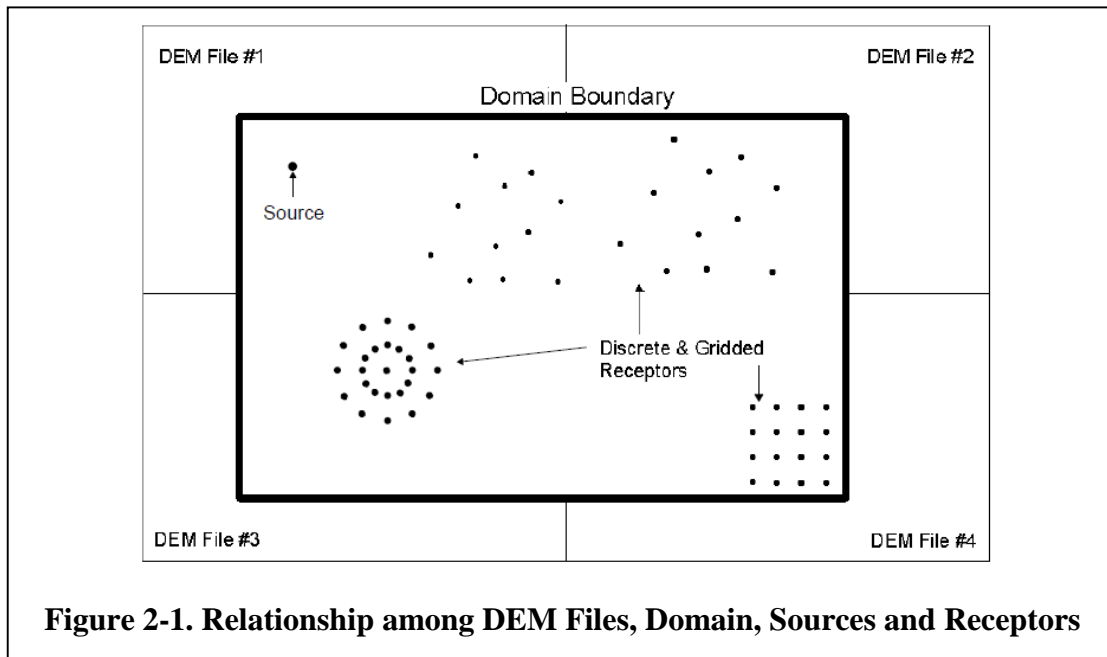 DEM File #1
DEM File #2
Domain Boundary
Source
Discrete & Gridded
Receptors
DEM File #3
DEM File #4
Figure 2-1. Relationship among DEM Files, Domain, Sources and Receptors